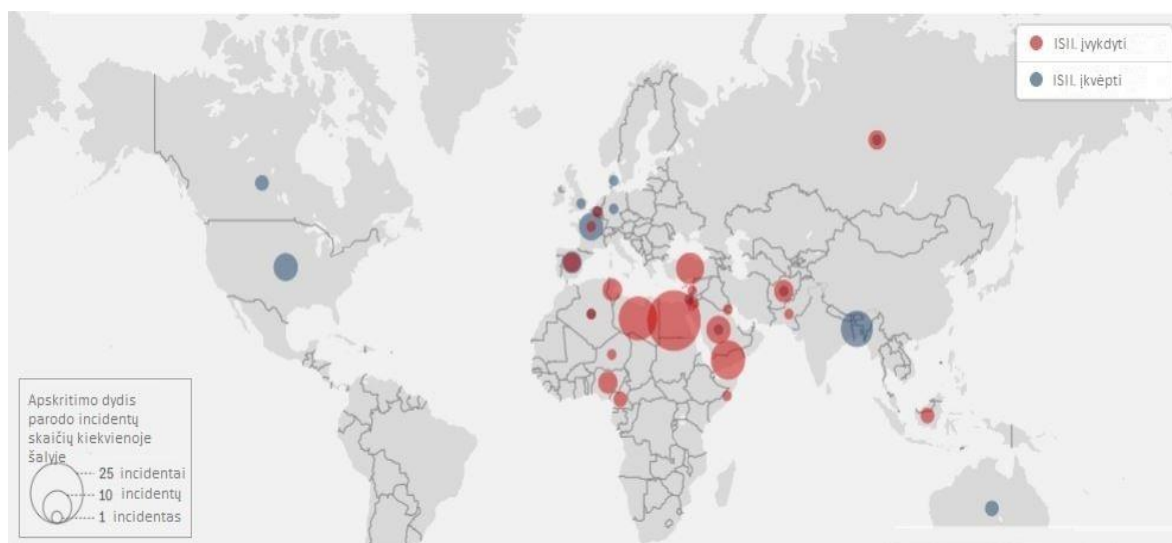 ISIL įvykdyti
ISIL įkvėpti
Apskritimo dydis
parodo incidentų
skaičių kiekvienoje
šalyje
25 incidentai
10 incidentų
1 incidentas